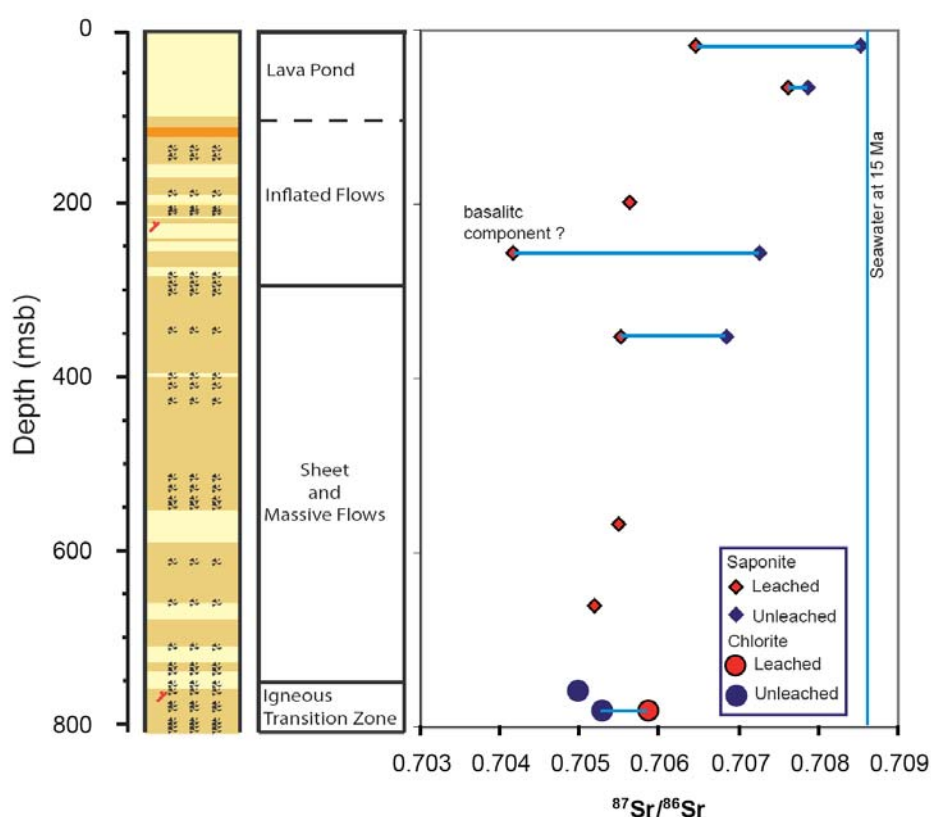 0
200
400
600
800
Depth (msb)
Lava Pond
Inflated Flows
Sheet
and
Massive Flows
Igneous
Transition Zone
basalitc
component ?
Seawater at 15 Ma
Saponite
Leached
Unleached
Chlorite
Leached
Unleached
0.703 0.704 0.705 0.706 0.707 0.708 0.709
⁸⁷Sr/⁸⁶Sr